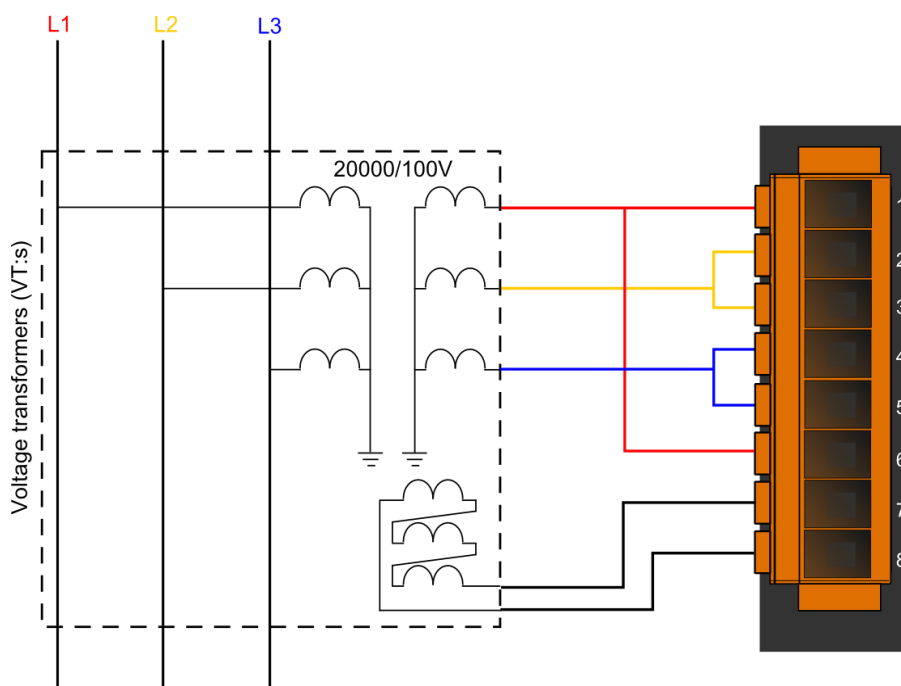 L1 L2 L3
20000/100V
Voltage transformers (VT:s)
1
2
3
4
5
6
7
8